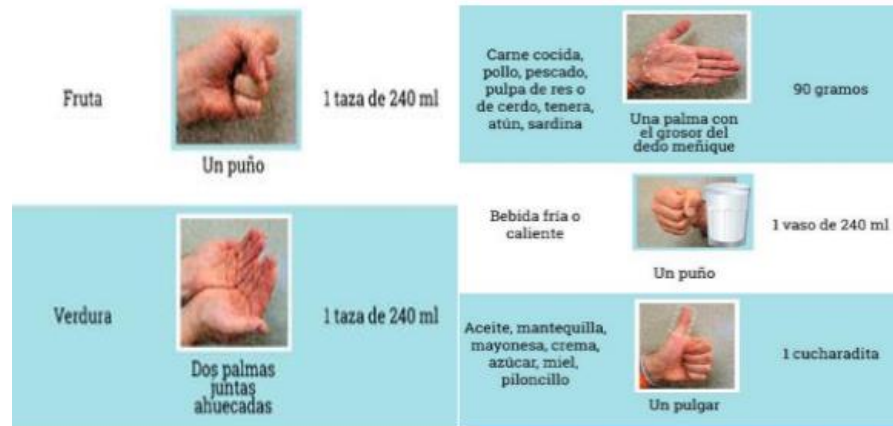 Fruta
Un puño
1 taza de 240 ml
Verdura
Dos palmas
juntas
ahuecadas
1 taza de 240 ml
Carne cocida,
pollo, pescado,
pulpa de res o
de cerdo, tenera,
atún, sardina
Una palma con
el grosor del
dedo meñique
90 gramos
Bebida fría o
caliente
Un puño
1 vaso de 240 ml
Aceite, mantequilla,
mayonesa, crema,
azúcar, miel,
piloncillo
Un pulgar
1 cucharadita